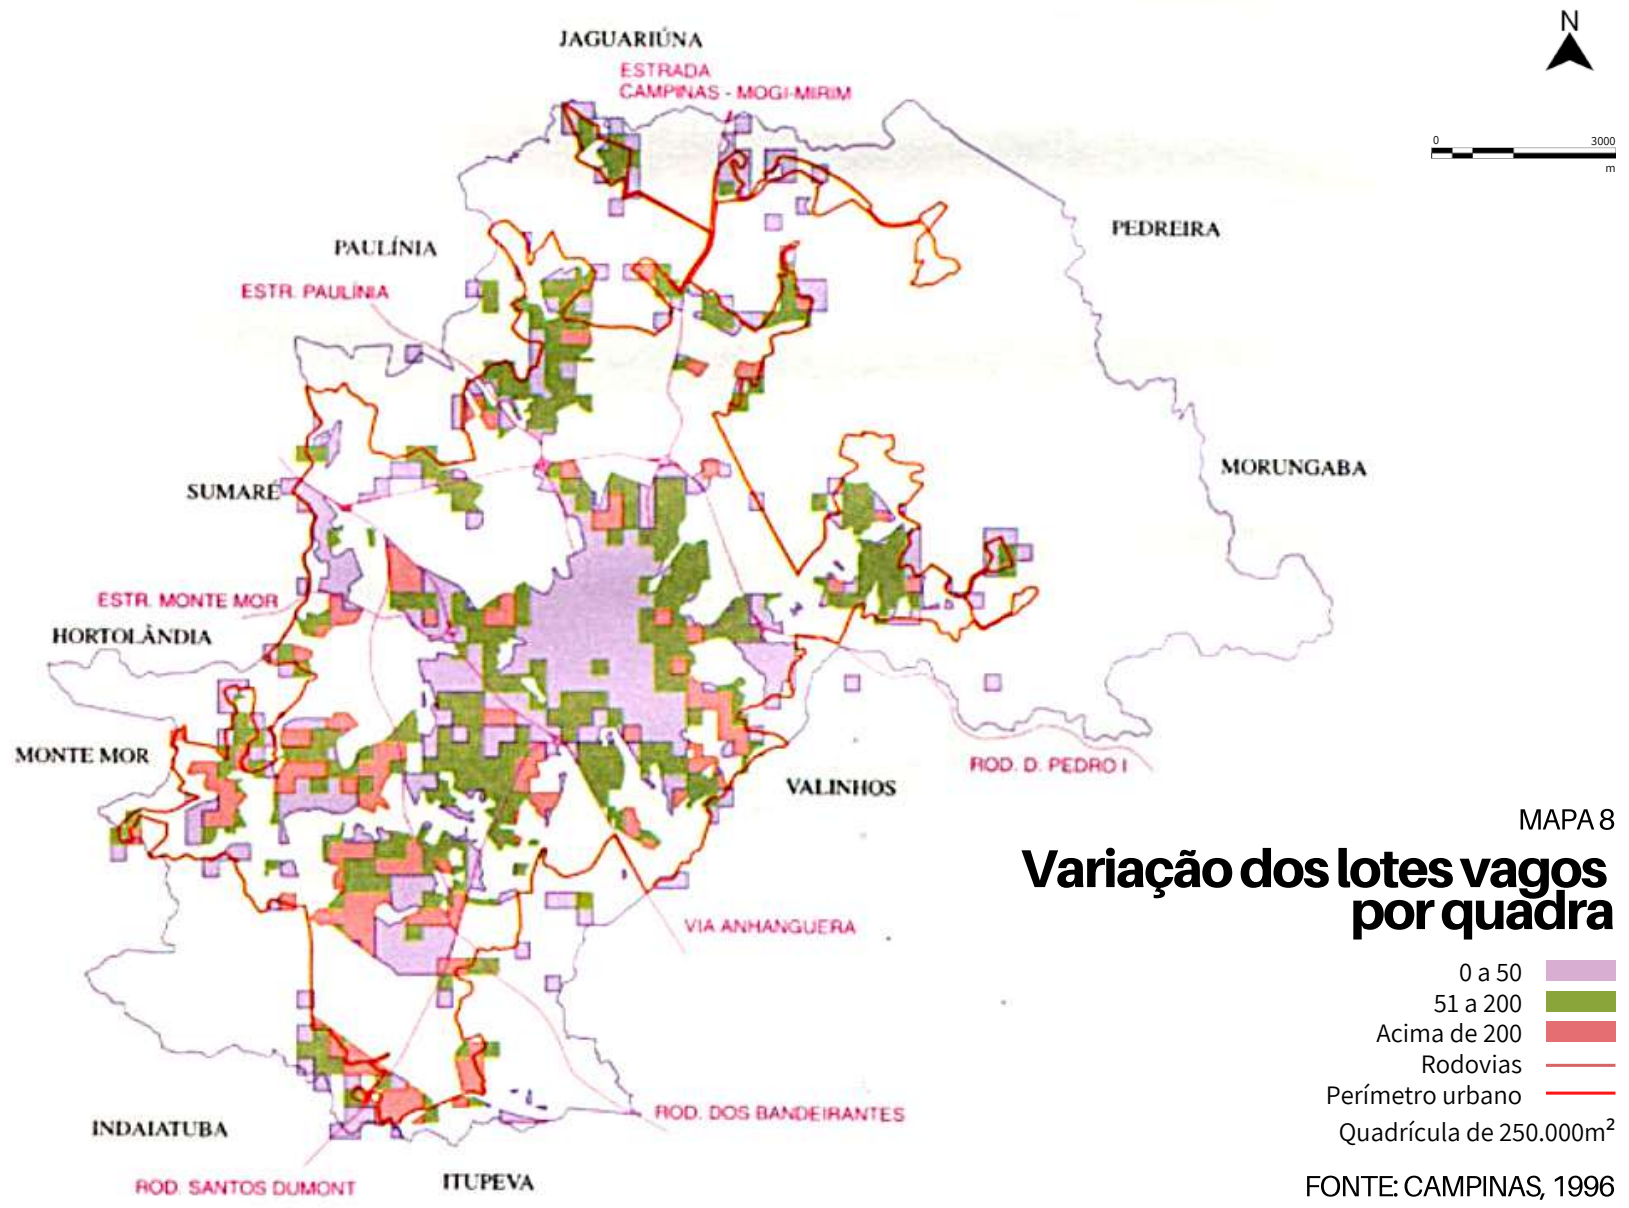 N
0 3000
m
JAGUARIÚNA
ESTRADA
CAMPINAS - MOGI-MIRIM
PEDREIRA
PAULÍNIA
ESTR. PAULÍNIA
MORUNGABA
SUMARÉ
ESTR. MONTE MOR
HORTOLÂNDIA
MONTE MOR
ROD. D. PEDRO I
VALINHOS
MAPA 8
Variação dos lotes vagos
por quadra
VIA ANHANGUERA
0 a 50
51 a 200
Acima de 200
Rodovias
Perímetro urbano
Quadrícula de 250.000m²
ROD. DOS BANDEIRANTES
INDAIATUBA
ITUPEVA
ROD. SANTOS DUMONT
FONTE: CAMPINAS, 1996